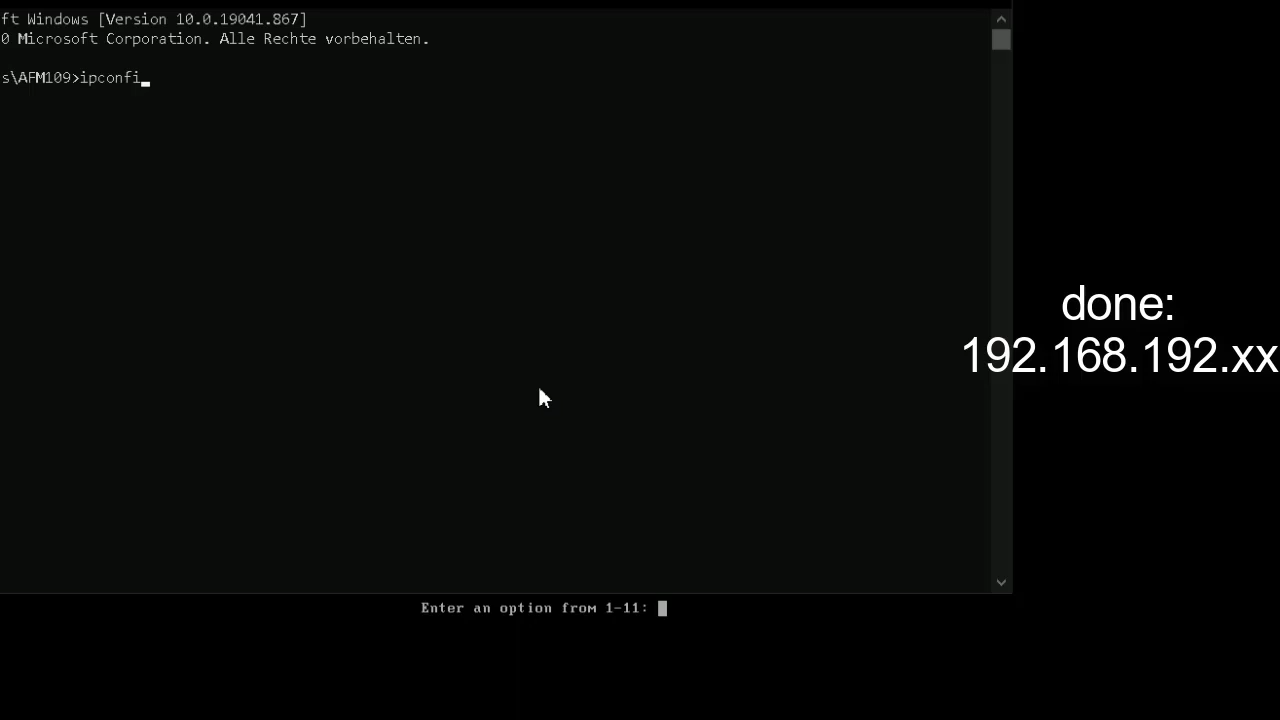 ft Windows [Version 10.0.19041.867]
0 Microsoft Corporation. Alle Rechte vorbehalten.
s\AFM109>ipconfi
done:
192.168.192.xx
Enter an option from 1-11: